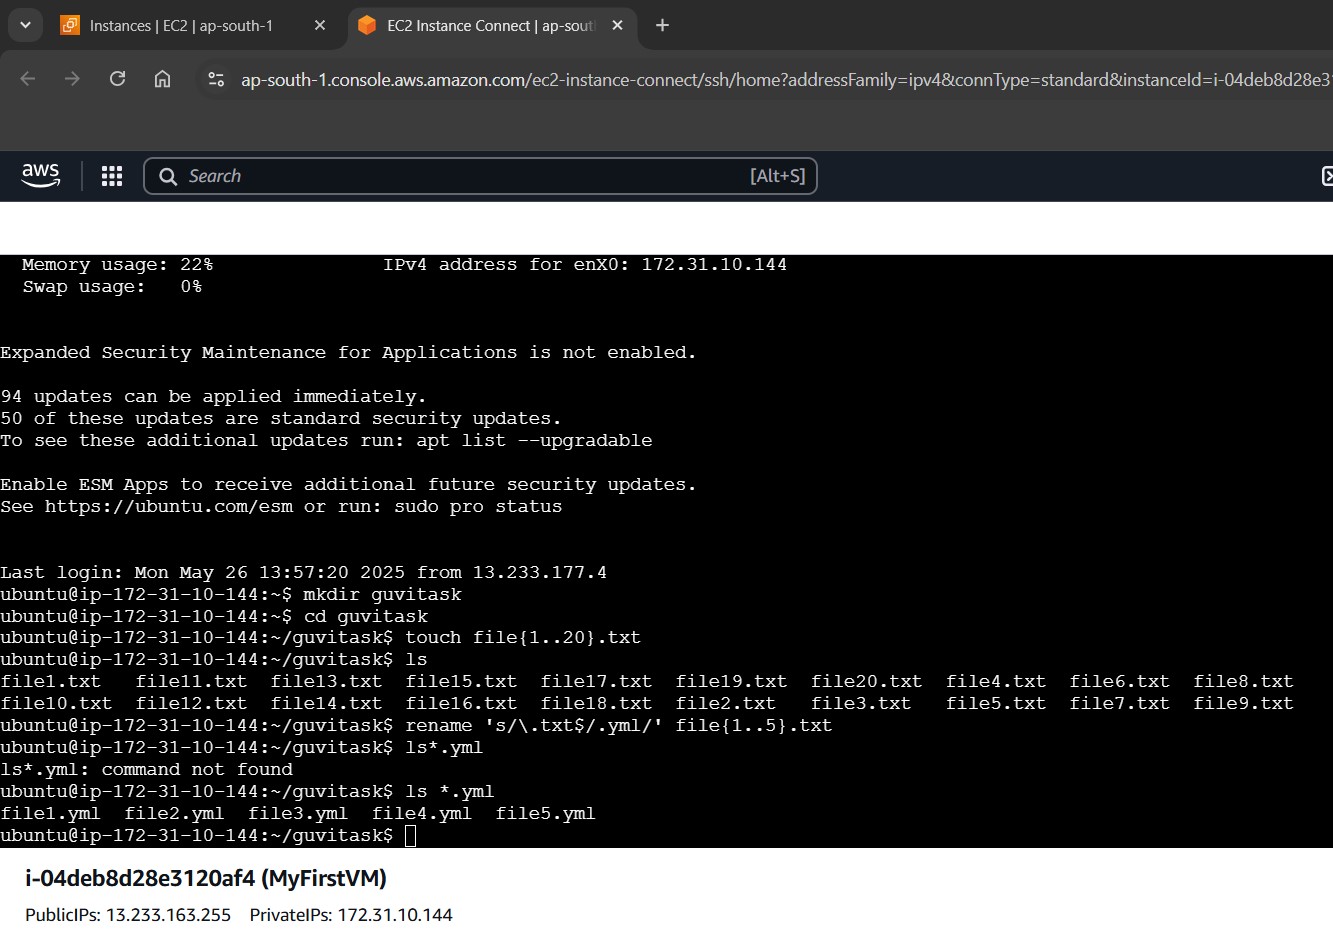 Instances | EC2 | ap-south-1
EC2 Instance Connect | ap-sout
ap-south-1.console.aws.amazon.com/ec2-instance-connect/ssh/home?addressFamily=ipv4&connType=standard&instanceId=i-04deb8d28e3
aws
Search [Alt+S]
Memory usage: 22% IPv4 address for enX0: 172.31.10.144
Swap usage: 0%
Expanded Security Maintenance for Applications is not enabled.
94 updates can be applied immediately.
50 of these updates are standard security updates.
To see these additional updates run: apt list --upgradable
Enable ESM Apps to receive additional future security updates.
See https://ubuntu.com/esm or run: sudo pro status
Last login: Mon May 26 13:57:20 2025 from 13.233.177.4
ubuntu@ip-172-31-10-144:~$ mkdir guvitask
ubuntu@ip-172-31-10-144:~$ cd guvitask
ubuntu@ip-172-31-10-144:~/guvitask$ touch file{1..20}.txt
ubuntu@ip-172-31-10-144:~/guvitask$ ls
file1.txt file11.txt file13.txt file15.txt file17.txt file19.txt file20.txt file4.txt file6.txt file8.txt
file10.txt file12.txt file14.txt file16.txt file18.txt file2.txt file3.txt file5.txt file7.txt file9.txt
ubuntu@ip-172-31-10-144:~/guvitask$ rename 's/\.txt$/.yml/' file{1..5}.txt
ubuntu@ip-172-31-10-144:~/guvitask$ ls*.yml
ls*.yml: command not found
ubuntu@ip-172-31-10-144:~/guvitask$ ls *.yml
file1.yml file2.yml file3.yml file4.yml file5.yml
ubuntu@ip-172-31-10-144:~/guvitask$
i-04deb8d28e3120af4 (MyFirstVM)
PublicIPs: 13.233.163.255 PrivateIPs: 172.31.10.144